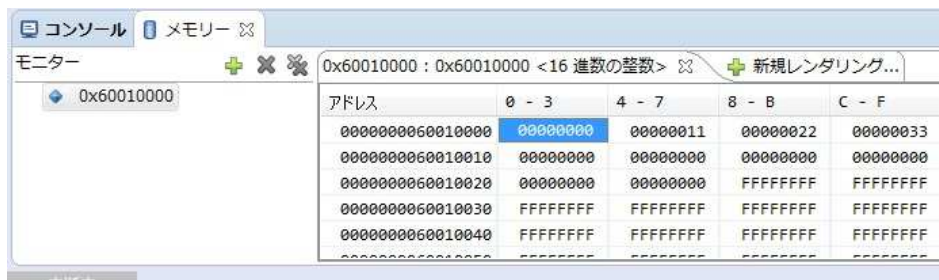 コンソール メモリー
モニター
0x60010000
0x60010000 : 0x60010000 <16 進数の整数> 新規レンダリング...
アドレス 0 - 3 4 - 7 8 - B C - F
0000000060010000 00000000 00000011 00000022 00000033
0000000060010010 00000000 00000000 00000000 00000000
0000000060010020 00000000 00000000 FFFFFFFF FFFFFFFF
0000000060010030 FFFFFFFF FFFFFFFF FFFFFFFF FFFFFFFF
0000000060010040 FFFFFFFF FFFFFFFF FFFFFFFF FFFFFFFF